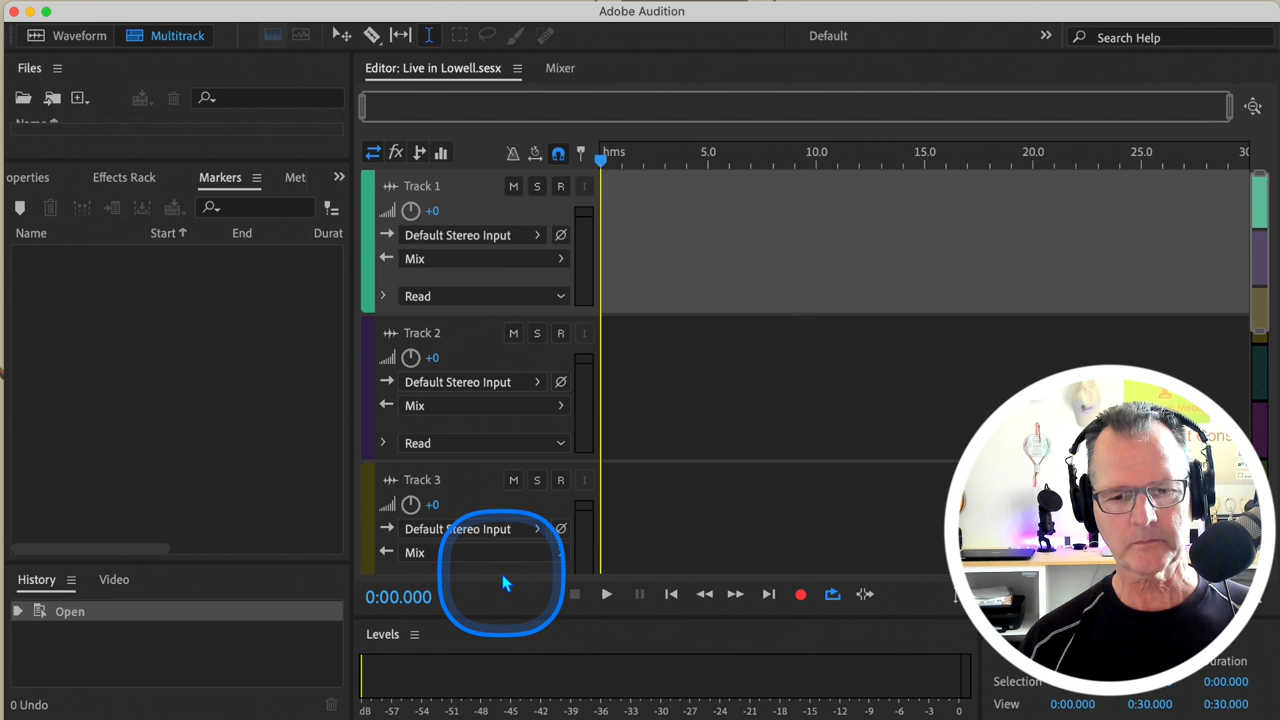 Adobe Audition
Waveform
Multitrack
Default
Search Help
Files
Editor: Live in Lowell.sesx
Mixer
hms
5.0
10.0
15.0
20.0
25.0
30
operties
Effects Rack
Markers
Met
Name
Start
End
Durat
fx
Track 1
M
S
R
I
+0
Default Stereo Input
Mix
Read
Track 2
M
S
R
I
+0
Default Stereo Input
Mix
Read
Track 3
M
S
R
I
+0
Default Stereo Input
Mix
0:00.000
History
Video
Open
0 Undo
Levels
dB
-57
-54
-51
-48
-45
-42
-39
-36
-33
-30
-27
-24
-21
-18
-15
-12
-9
-6
-3
0
uration
Selection
0:00.000
View
0:00.000
0:30.000
0:30.000